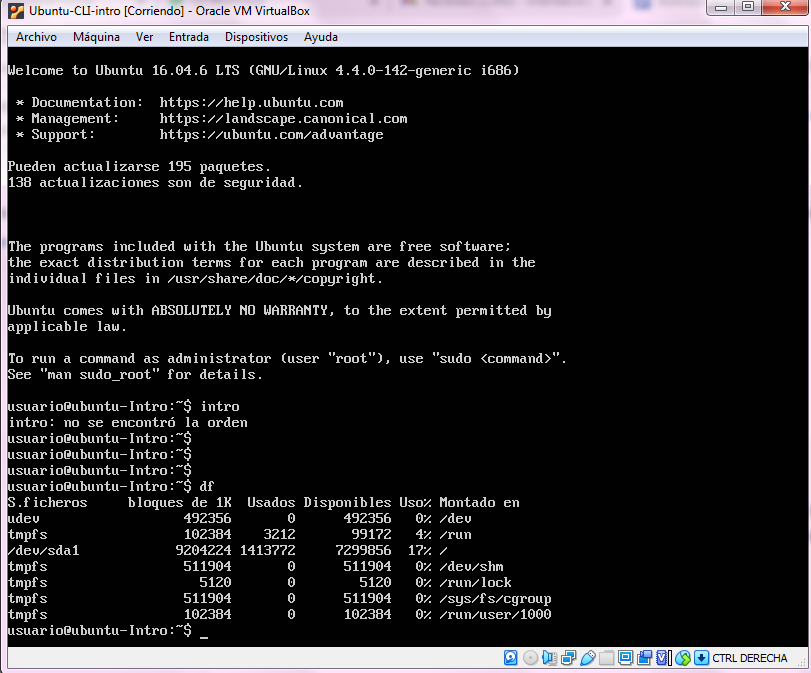 Ubuntu-CLI-intro [Corriendo] - Oracle VM VirtualBox
Archivo Máquina Ver Entrada Dispositivos Ayuda
Welcome to Ubuntu 16.04.6 LTS (GNU/Linux 4.4.0-142-generic i686)
* Documentation: https://help.ubuntu.com
* Management: https://landscape.canonical.com
* Support: https://ubuntu.com/advantage
Pueden actualizarse 195 paquetes.
138 actualizaciones son de seguridad.
The programs included with the Ubuntu system are free software;
the exact distribution terms for each program are described in the
individual files in /usr/share/doc/*/copyright.
Ubuntu comes with ABSOLUTELY NO WARRANTY, to the extent permitted by
applicable law.
To run a command as administrator (user "root"), use "sudo <command>".
See "man sudo_root" for details.
usuario@ubuntu-Intro:~$ intro
intro: no se encontró la orden
usuario@ubuntu-Intro:~$
usuario@ubuntu-Intro:~$
usuario@ubuntu-Intro:~$
usuario@ubuntu-Intro:~$ df
S.ficheros bloques de 1K Usados Disponibles Uso% Montado en
udev 492356 0 492356 0% /dev
tmpfs 102384 3212 99172 4% /run
/dev/sda1 9204224 1413772 7299856 17% /
tmpfs 511904 0 511904 0% /dev/shm
tmpfs 5120 0 5120 0% /run/lock
tmpfs 511904 0 511904 0% /sys/fs/cgroup
tmpfs 102384 0 102384 0% /run/user/1000
usuario@ubuntu-Intro:~$ _
CTRL DERECHA